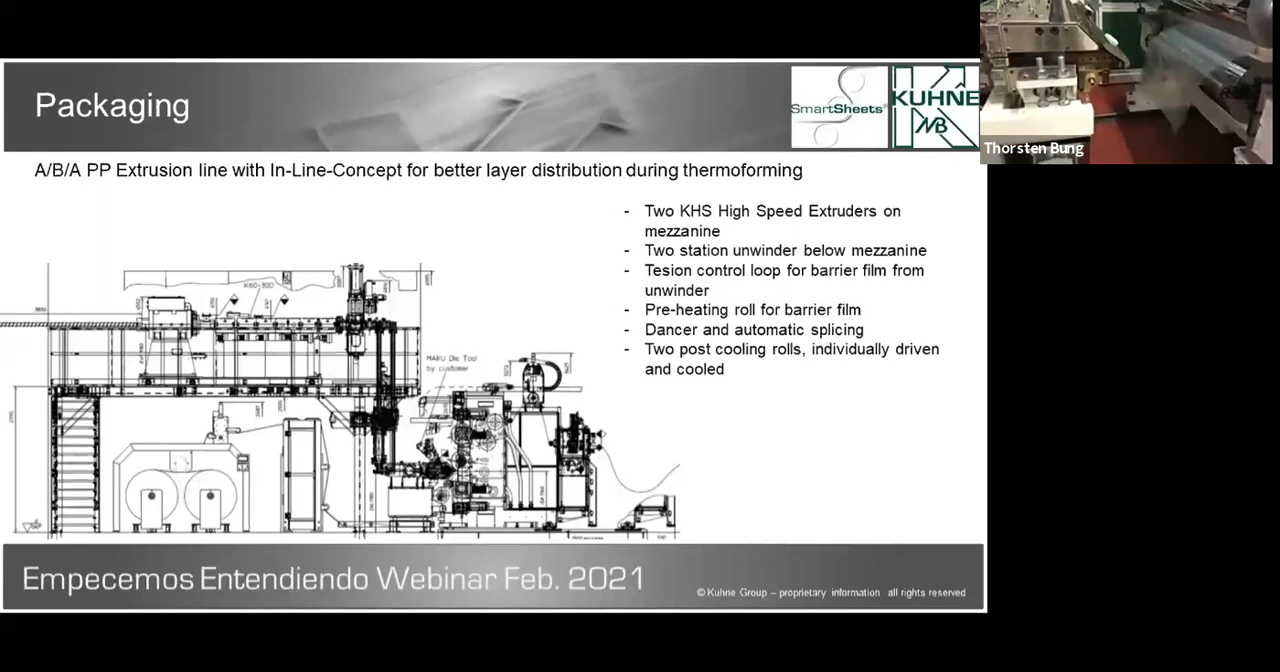 Packaging
SmartSheets®
KUHNE
Thorsten Bung
A/B/A PP Extrusion line with In-Line-Concept for better layer distribution during thermoforming
- Two KHS High Speed Extruders on
mezzanine
- Two station unwinder below mezzanine
- Tesion control loop for barrier film from
unwinder
- Pre-heating roll for barrier film
- Dancer and automatic splicing
- Two post cooling rolls, individually driven
and cooled
K60-30D
MAKU Die Tool
by customer
Empecemos Entendiendo Webinar Feb. 2021
© Kuhne Group – proprietary information all rights reserved